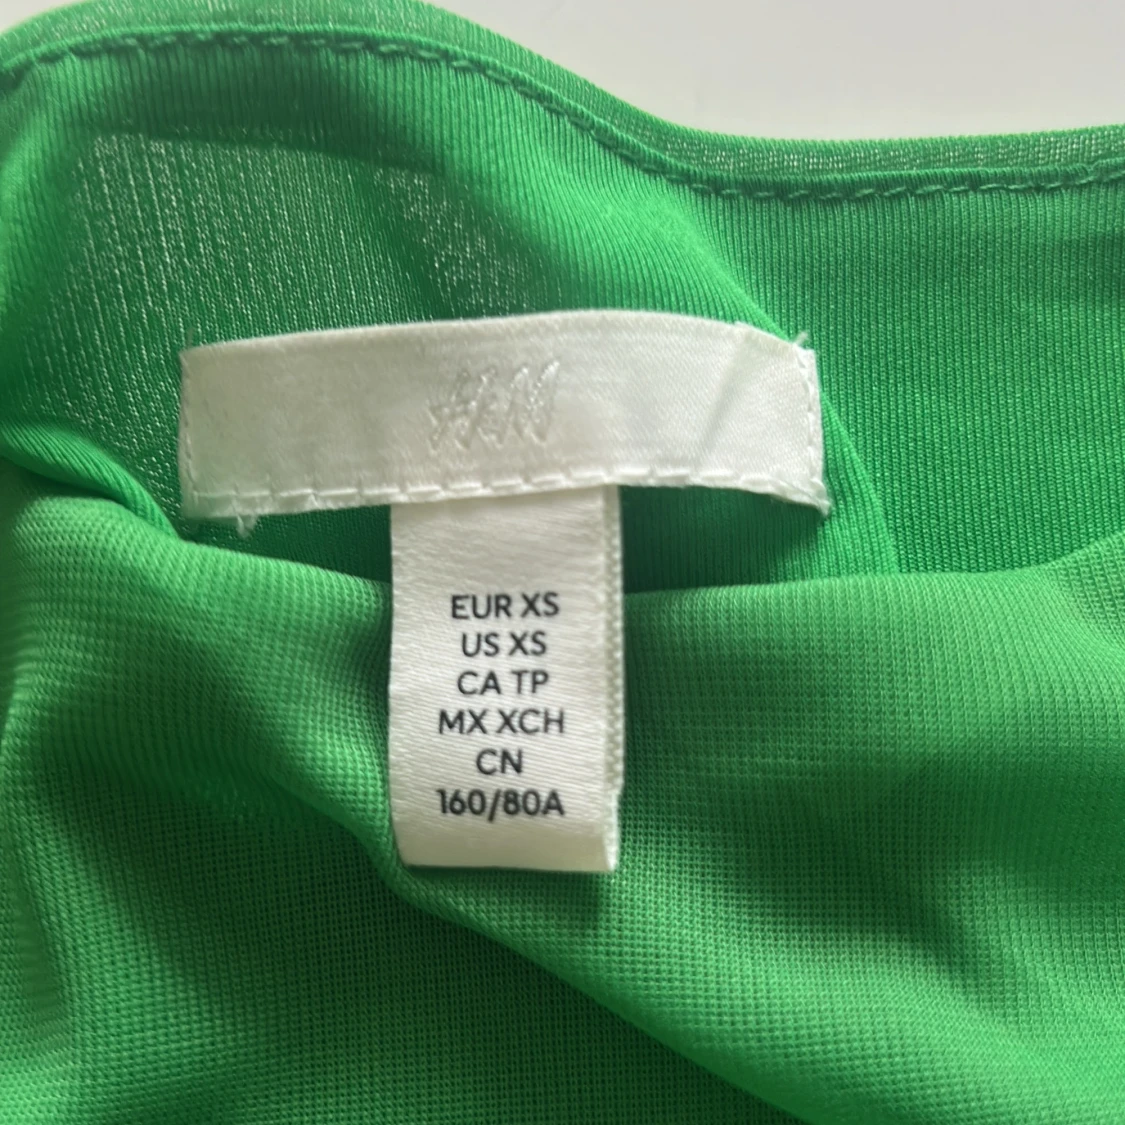 H&M
EUR XS
US XS
CA TP
MX XCH
CN
160/80A